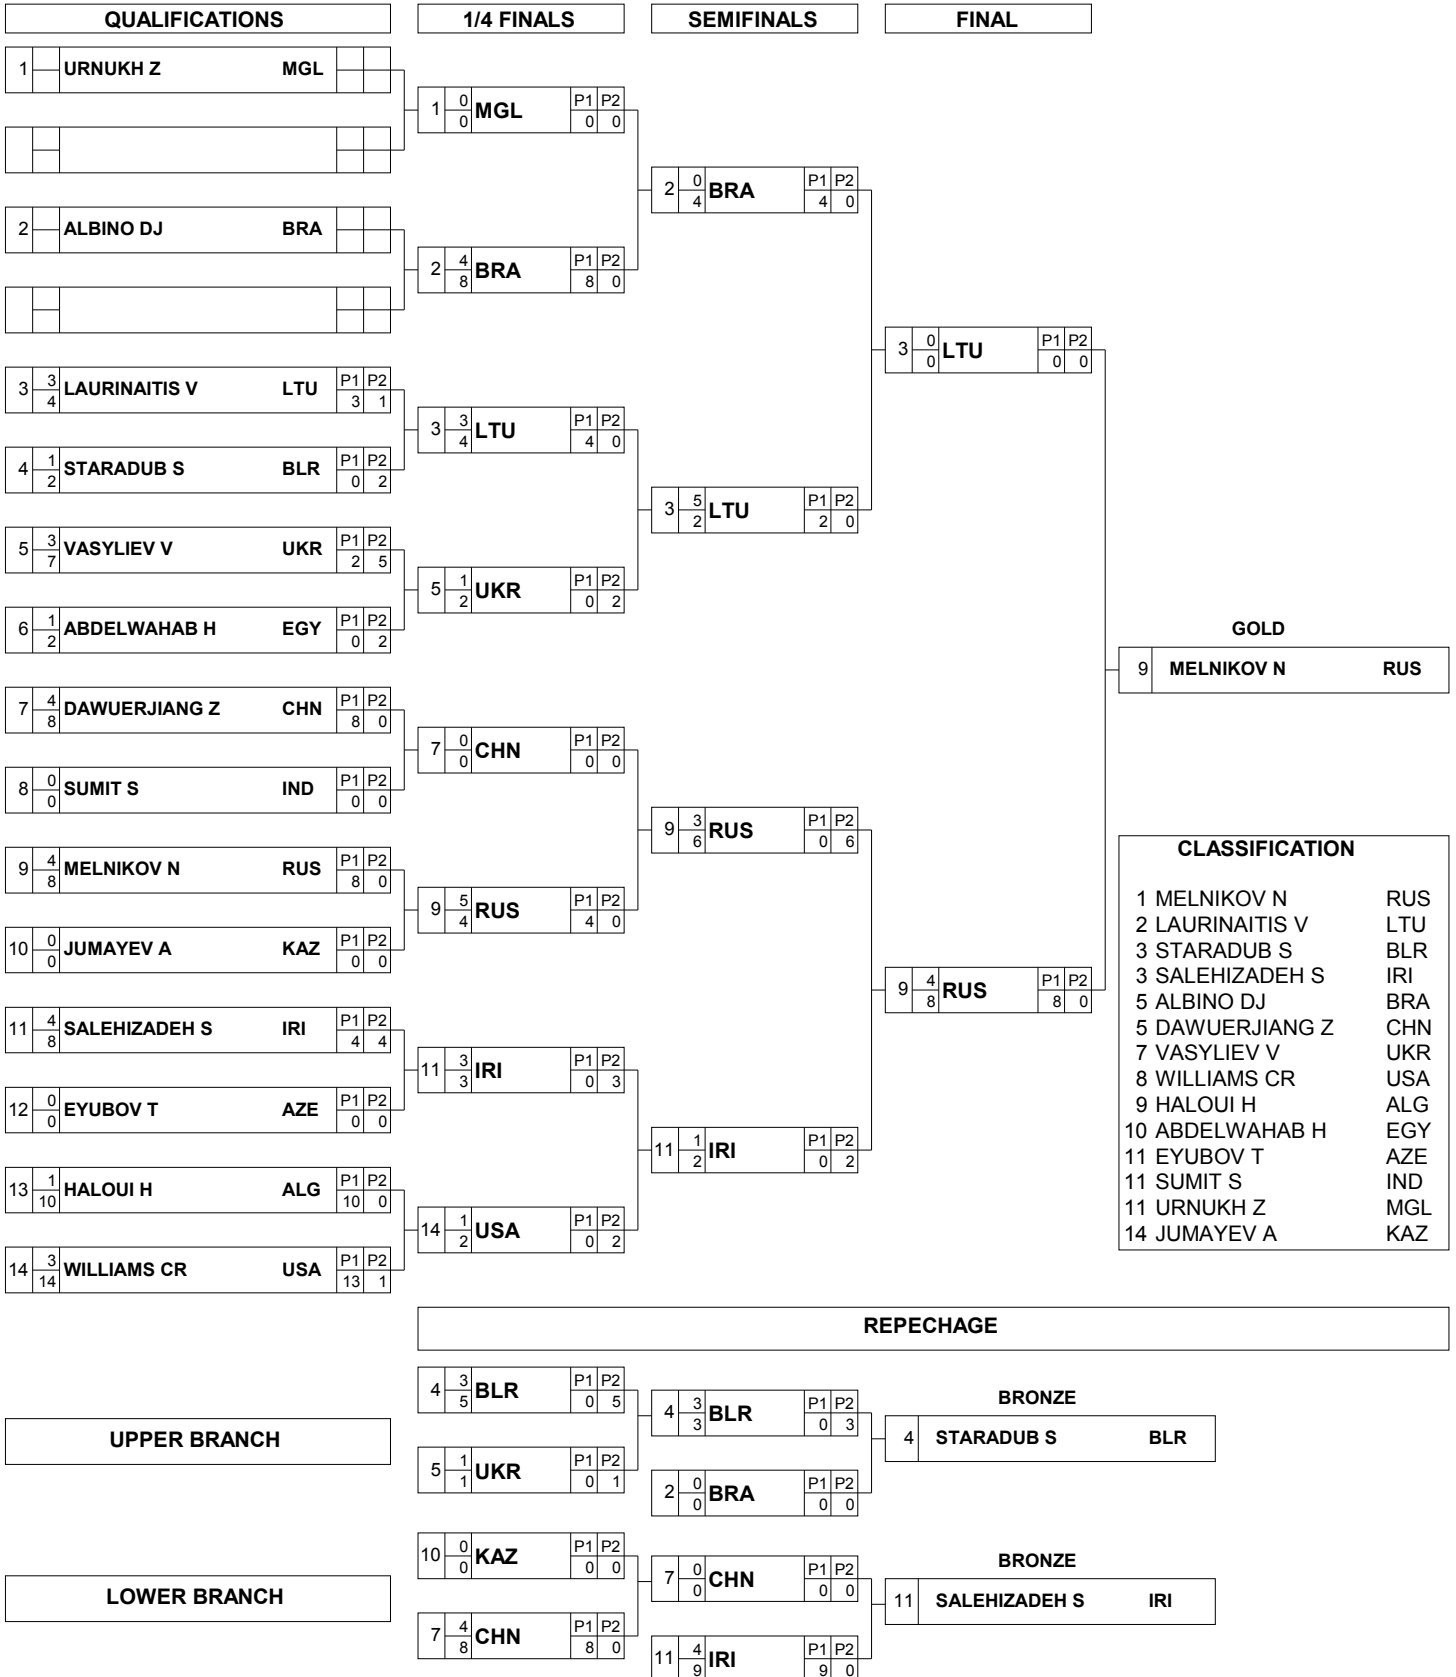 QUALIFICATIONS 1/4 FINALS SEMIFINALS FINAL
1 URNUKH Z MGL
1 0 0 MGL P1 P2 0 0
2 0 4 BRA P1 P2 4 0
2 ALBINO DJ BRA
2 4 8 BRA P1 P2 8 0
3 0 0 LTU P1 P2 0 0
3 3 4 LAURINAITIS V LTU P1 P2 3 1
3 3 4 LTU P1 P2 4 0
4 1 2 STARADUB S BLR P1 P2 0 2
3 5 2 LTU P1 P2 2 0
5 3 7 VASYLIEV V UKR P1 P2 2 5
5 1 2 UKR P1 P2 0 2
6 1 2 ABDELWAHAB H EGY P1 P2 0 2
GOLD
9 MELNIKOV N RUS
7 4 8 DAWUERJIANG Z CHN P1 P2 8 0
7 0 0 CHN P1 P2 0 0
8 0 0 SUMIT S IND P1 P2 0 0
9 3 6 RUS P1 P2 0 6
9 4 8 MELNIKOV N RUS P1 P2 8 0
9 5 4 RUS P1 P2 4 0
10 0 0 JUMAYEV A KAZ P1 P2 0 0
9 4 8 RUS P1 P2 8 0
11 4 8 SALEHIZADEH S IRI P1 P2 4 4
11 3 3 IRI P1 P2 0 3
12 0 0 EYUBOV T AZE P1 P2 0 0
11 1 2 IRI P1 P2 0 2
13 1 10 HALOUI H ALG P1 P2 10 0
14 1 2 USA P1 P2 0 2
14 3 14 WILLIAMS CR USA P1 P2 13 1
CLASSIFICATION
1 MELNIKOV N RUS
2 LAURINAITIS V LTU
3 STARADUB S BLR
3 SALEHIZADEH S IRI
5 ALBINO DJ BRA
5 DAWUERJIANG Z CHN
7 VASYLIEV V UKR
8 WILLIAMS CR USA
9 HALOUI H ALG
10 ABDELWAHAB H EGY
11 EYUBOV T AZE
11 SUMIT S IND
11 URNUKH Z MGL
14 JUMAYEV A KAZ
REPECHAGE
UPPER BRANCH
4 3 5 BLR P1 P2 0 5
4 3 3 BLR P1 P2 0 3
5 1 1 UKR P1 P2 0 1
2 0 0 BRA P1 P2 0 0
BRONZE
4 STARADUB S BLR
LOWER BRANCH
10 0 0 KAZ P1 P2 0 0
7 0 0 CHN P1 P2 0 0
7 4 8 CHN P1 P2 8 0
11 4 9 IRI P1 P2 9 0
BRONZE
11 SALEHIZADEH S IRI